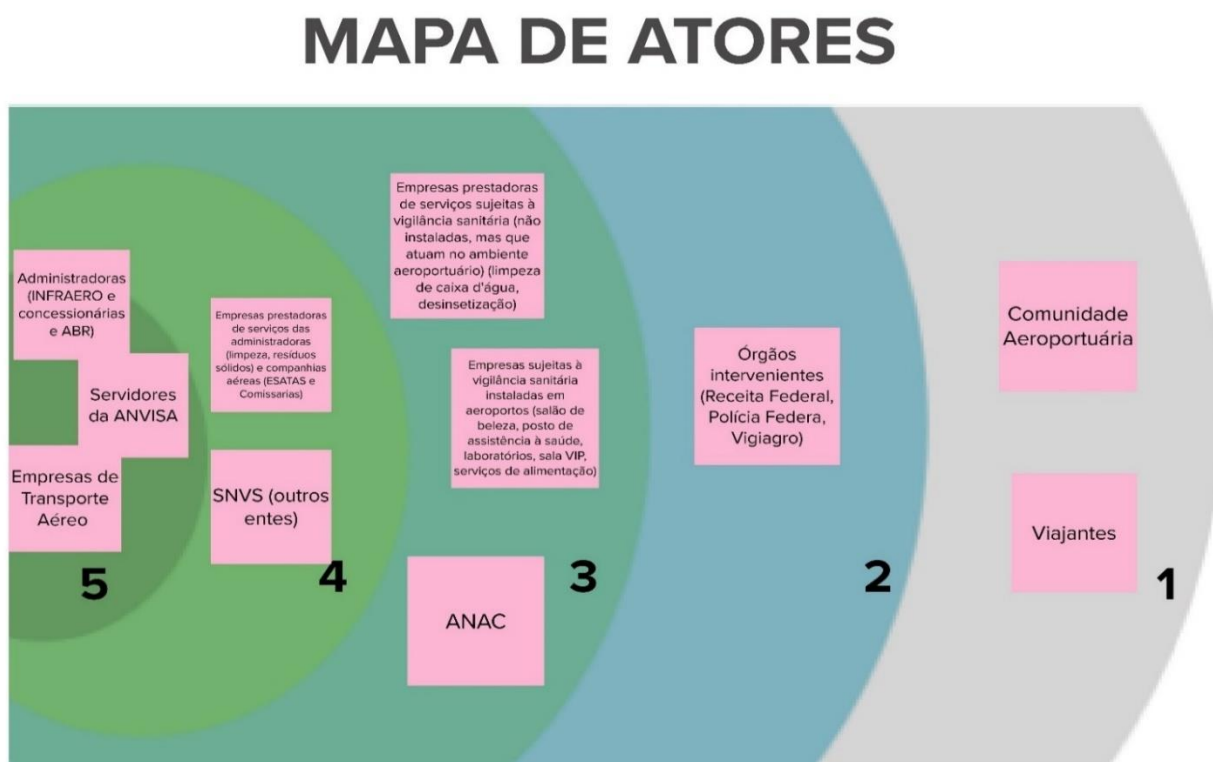 MAPA DE ATORES
Administradoras
(INFRAERO e
concessionárias
e ABR)
Servidores
da ANVISA
Empresas de
Transporte
Aéreo
5
Empresas prestadoras
de serviços das
administradoras
(limpeza, resíduos
sólidos) e companhias
aéreas (ESATAS e
Comissarias)
SNVS (outros
entes)
4
Empresas prestadoras
de serviços sujeitas à
vigilância sanitária (não
instaladas, mas que
atuam no ambiente
aeroportuário) (limpeza
de caixa d'água,
desinsetização)
Empresas sujeitas à
vigilância sanitária
instaladas em
aeroportos (salão de
beleza, posto de
assistência à saúde,
laboratórios, sala VIP,
serviços de alimentação)
ANAC
3
Órgãos
intervenientes
(Receita Federal,
Polícia Federa,
Vigiagro)
2
Comunidade
Aeroportuária
Viajantes
1